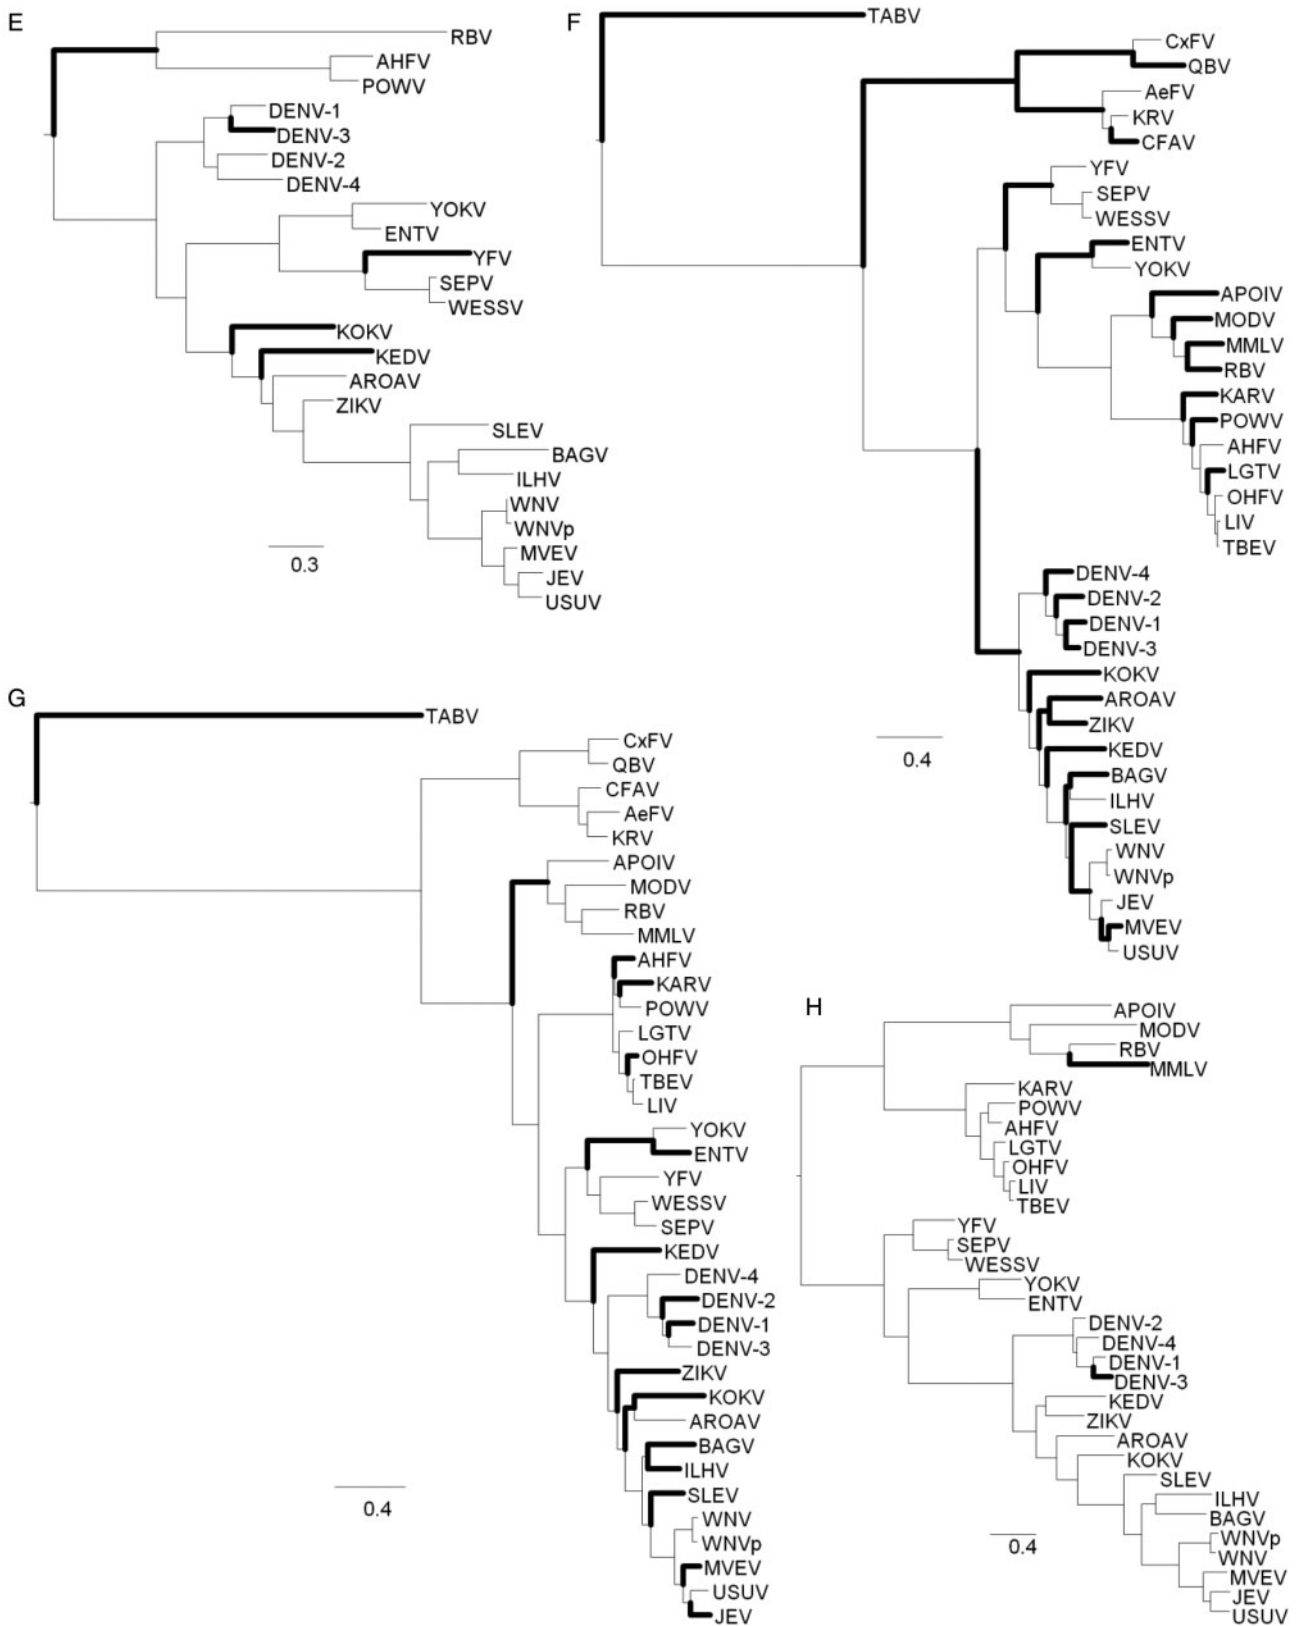 E
RBV
AHFV
POWV
DENV-1
DENV-3
DENV-2
DENV-4
YOKV
ENTV
YFV
SEPV
WESSV
KOKV
KEDV
AROAV
ZIKV
SLEV
BAGV
ILHV
WNV
WNVp
MVEV
JEV
USUV
0.3
F
TABV
CxFV
QBV
AeFV
KRV
CFAV
YFV
SEPV
WESSV
ENTV
YOKV
APOIV
MODV
MMLV
RBV
KARV
POWV
AHFV
LGTV
OHFV
LIV
TBEV
DENV-4
DENV-2
DENV-1
DENV-3
KOKV
AROAV
ZIKV
KEDV
BAGV
ILHV
SLEV
WNV
WNVp
JEV
MVEV
USUV
0.4
G
TABV
CxFV
QBV
CFAV
AeFV
KRV
APOIV
MODV
RBV
MMLV
AHFV
KARV
POWV
LGTV
OHFV
TBEV
LIV
YOKV
ENTV
YFV
WESSV
SEPV
KEDV
DENV-4
DENV-2
DENV-1
DENV-3
ZIKV
KOKV
AROAV
BAGV
ILHV
SLEV
WNV
WNVp
MVEV
USUV
JEV
0.4
H
APOIV
MODV
RBV
MMLV
KARV
POWV
AHFV
LGTV
OHFV
LIV
TBEV
YFV
SEPV
WESSV
YOKV
ENTV
DENV-2
DENV-4
DENV-1
DENV-3
KEDV
ZIKV
AROAV
KOKV
SLEV
ILHV
BAGV
WNVp
WNV
MVEV
JEV
USUV
0.4